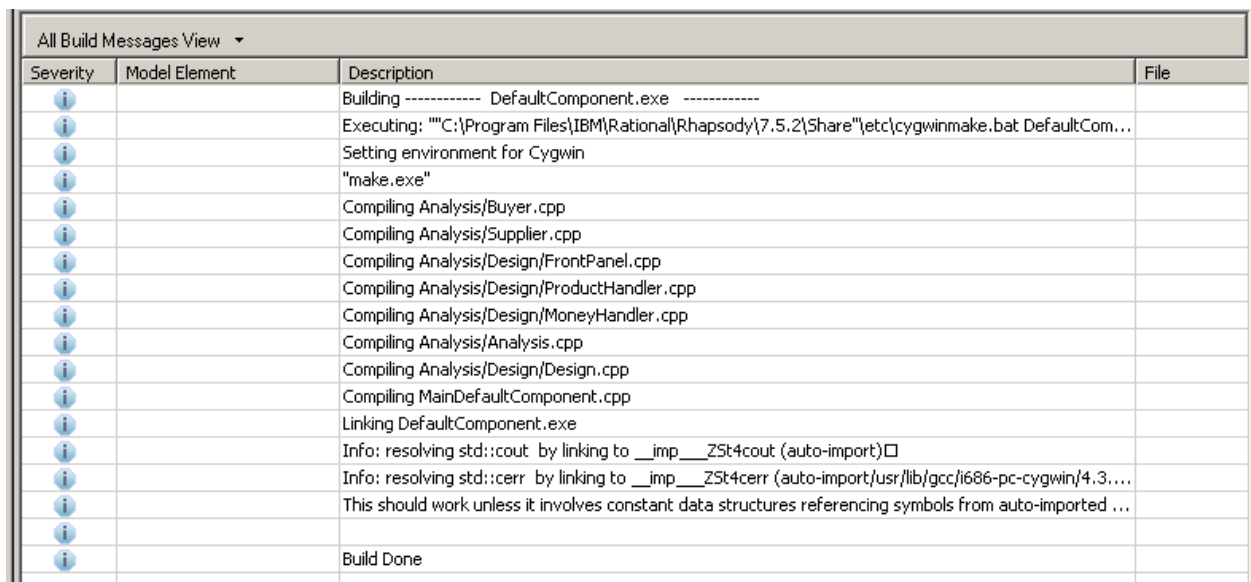 All Build Messages View
Severity Model Element Description File
Building ------------ DefaultComponent.exe ------------
Executing: ""C:\Program Files\IBM\Rational\Rhapsody\7.5.2\Share"\etc\cygwinmake.bat DefaultCom...
Setting environment for Cygwin
"make.exe"
Compiling Analysis/Buyer.cpp
Compiling Analysis/Supplier.cpp
Compiling Analysis/Design/FrontPanel.cpp
Compiling Analysis/Design/ProductHandler.cpp
Compiling Analysis/Design/MoneyHandler.cpp
Compiling Analysis/Analysis.cpp
Compiling Analysis/Design/Design.cpp
Compiling MainDefaultComponent.cpp
Linking DefaultComponent.exe
Info: resolving std::cout by linking to __imp___ZSt4cout (auto-import)□
Info: resolving std::cerr by linking to __imp___ZSt4cerr (auto-import/usr/lib/gcc/i686-pc-cygwin/4.3....
This should work unless it involves constant data structures referencing symbols from auto-imported ...
Build Done